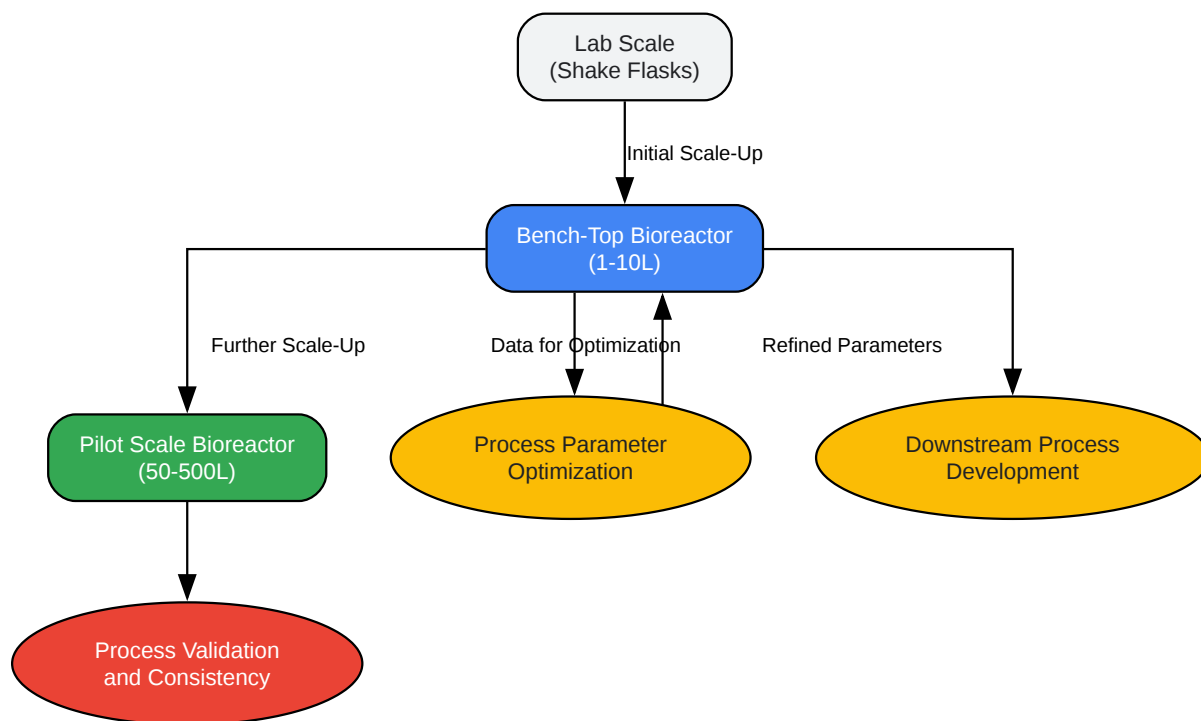 Lab Scale
(Shake Flasks)
Initial Scale-Up
Bench-Top Bioreactor
(1-10L)
Further Scale-Up
Data for Optimization
Refined Parameters
Pilot Scale Bioreactor
(50-500L)
Process Parameter
Optimization
Downstream Process
Development
Process Validation
and Consistency